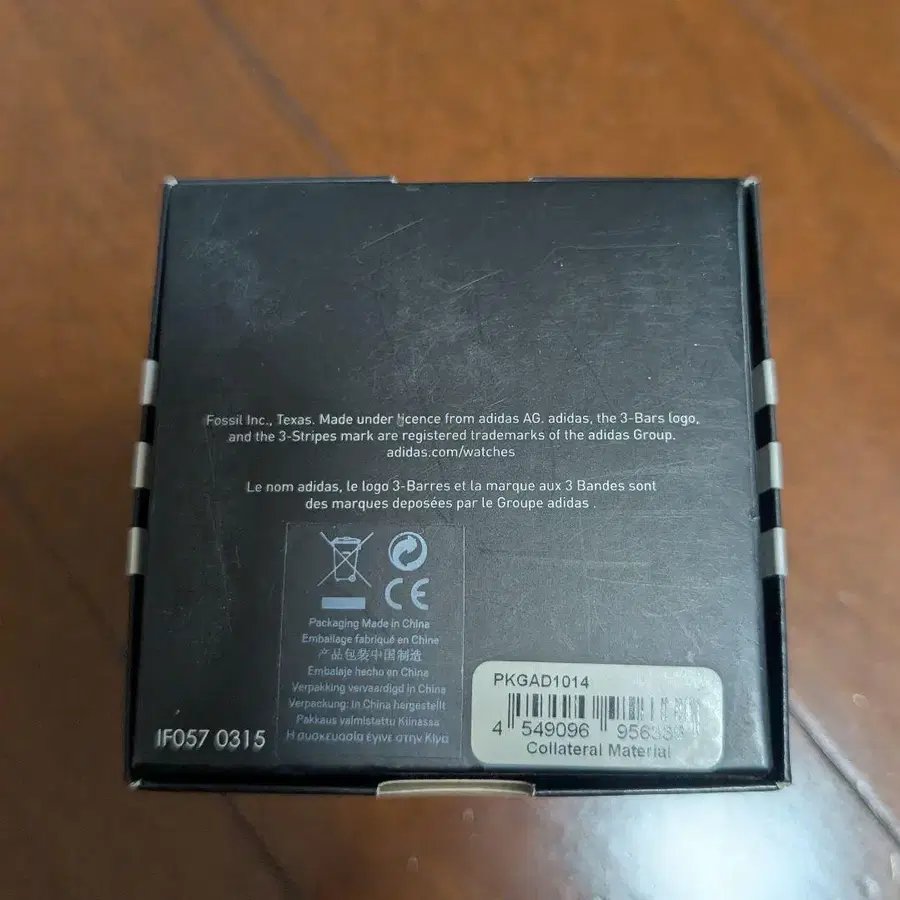 Fossil Inc., Texas. Made under licence from adidas AG. adidas, the 3-Bars logo,
and the 3-Stripes mark are registered trademarks of the adidas Group.
adidas.com/watches
Le nom adidas, le logo 3-Barres et la marque aux 3 Bandes sont
des marques deposées par le Groupe adidas .
CE
Packaging Made in China
Emballage fabriqué en Chine
产品包装中国制造
Embalaje hecho en China
Verpakking vervaardigd in China
Verpackung: In China hergestellt
Pakkaus valmistettu Kiinassa
Η συσκευασία έγινε στην Κίνα
IF057 0315
PKGAD1014
4 549096
Collateral Material